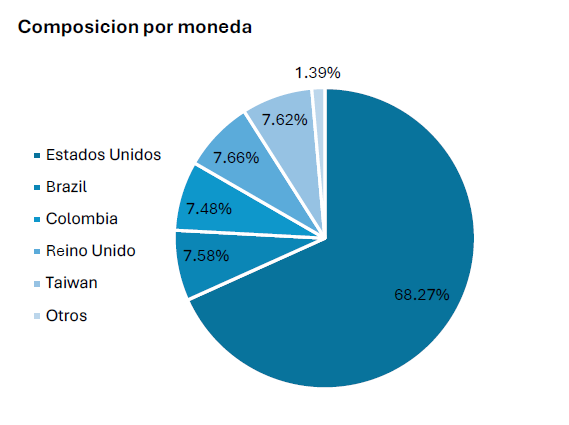 Composicion por moneda
1.39%
7.62%
7.66%
7.48%
7.58%
68.27%
Estados Unidos
Brazil
Colombia
Reino Unido
Taiwan
Otros